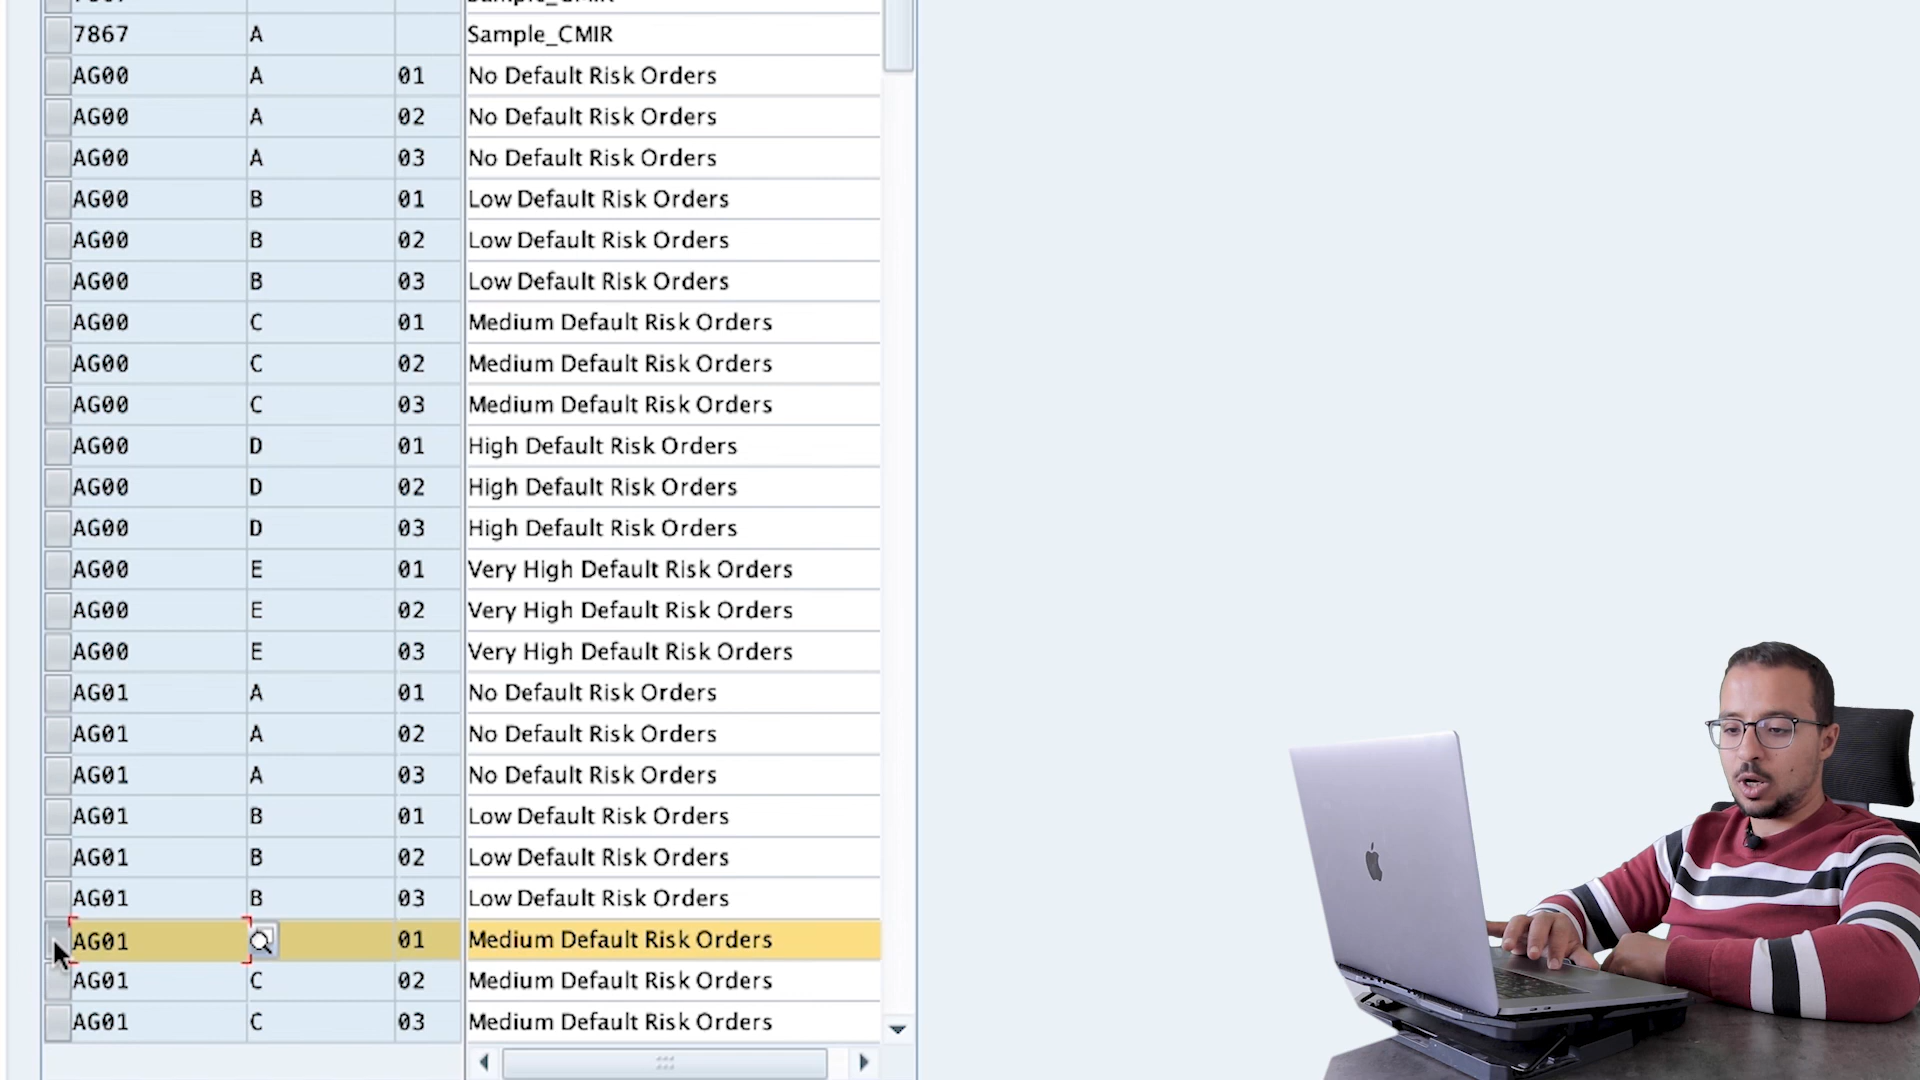 7867 A Sample_CMIR
AG00 A 01 No Default Risk Orders
AG00 A 02 No Default Risk Orders
AG00 A 03 No Default Risk Orders
AG00 B 01 Low Default Risk Orders
AG00 B 02 Low Default Risk Orders
AG00 B 03 Low Default Risk Orders
AG00 C 01 Medium Default Risk Orders
AG00 C 02 Medium Default Risk Orders
AG00 C 03 Medium Default Risk Orders
AG00 D 01 High Default Risk Orders
AG00 D 02 High Default Risk Orders
AG00 D 03 High Default Risk Orders
AG00 E 01 Very High Default Risk Orders
AG00 E 02 Very High Default Risk Orders
AG00 E 03 Very High Default Risk Orders
AG01 A 01 No Default Risk Orders
AG01 A 02 No Default Risk Orders
AG01 A 03 No Default Risk Orders
AG01 B 01 Low Default Risk Orders
AG01 B 02 Low Default Risk Orders
AG01 B 03 Low Default Risk Orders
AG01 01 Medium Default Risk Orders
AG01 C 02 Medium Default Risk Orders
AG01 C 03 Medium Default Risk Orders